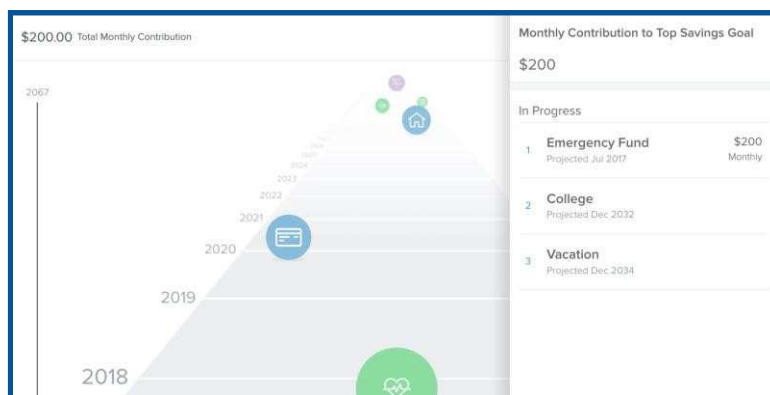 $200.00 Total Monthly Contribution
2067
2024
2023
2022
2021
2020
2019
2018
Monthly Contribution to Top Savings Goal
$200
In Progress
1 Emergency Fund $200
Projected Jul 2017 Monthly
2 College
Projected Dec 2032
3 Vacation
Projected Dec 2034